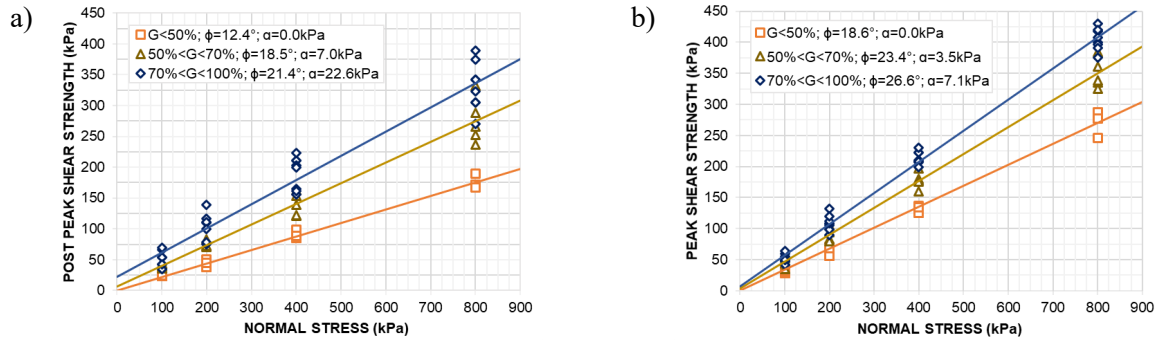 a)
POST PEAK SHEAR STRENGTH (kPa)
450
400
350
300
250
200
150
100
50
0
G<50%; ϕ=12.4°; α=0.0kPa
50%<G<70%; ϕ=18.5°; α=7.0kPa
70%<G<100%; ϕ=21.4°; α=22.6kPa
0 100 200 300 400 500 600 700 800 900
NORMAL STRESS (kPa)
b)
PEAK SHEAR STRENGTH (kPa)
450
400
350
300
250
200
150
100
50
0
G<50%; ϕ=18.6°; α=0.0kPa
50%<G<70%; ϕ=23.4°; α=3.5kPa
70%<G<100%; ϕ=26.6°; α=7.1kPa
0 100 200 300 400 500 600 700 800 900
NORMAL STRESS (kPa)